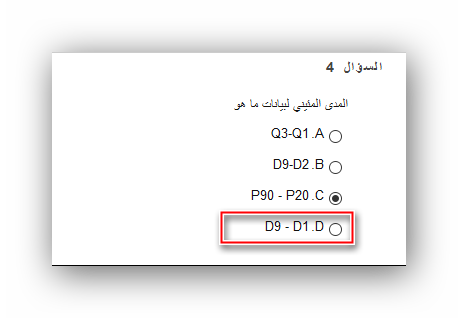 السؤال 4
المدى المئيني لبيانات ما هو
Q3-Q1 .A
D9-D2 .B
P90 - P20 .C
D9 - D1 .D